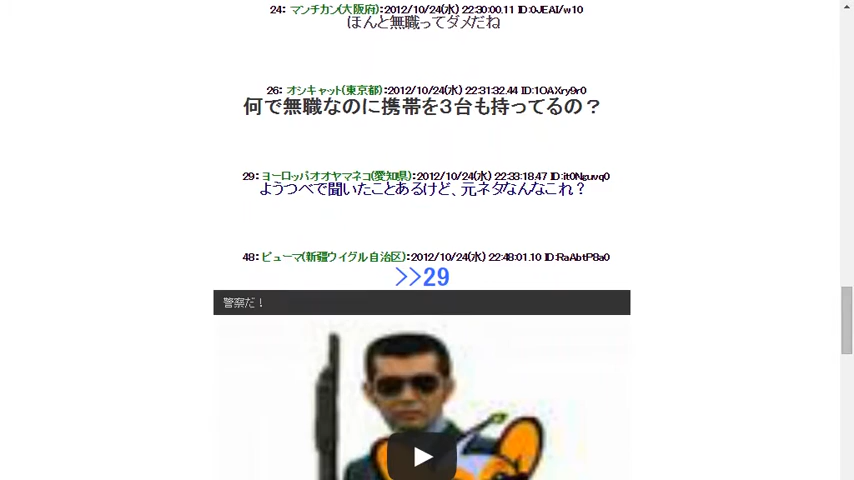 24: マンチカン(大阪府):2012/10/24(水) 22:30:00.11 ID:0JEAI/w10
ほんと無職ってダメだね
26: オシキャット(東京都):2012/10/24(水) 22:31:32.44 ID:1OAXry9r0
何で無職なのに携帯を3台も持ってるの？
29: ヨーロッパオオヤマネコ(愛知県):2012/10/24(水) 22:33:18.47 ID:it0Nguvq0
ようつべで聞いたことあるけど、元ネタなんなこれ？
48: ピューマ(新疆ウイグル自治区):2012/10/24(水) 22:48:01.10 ID:RaAbtP8a0
>>29
警察だ！